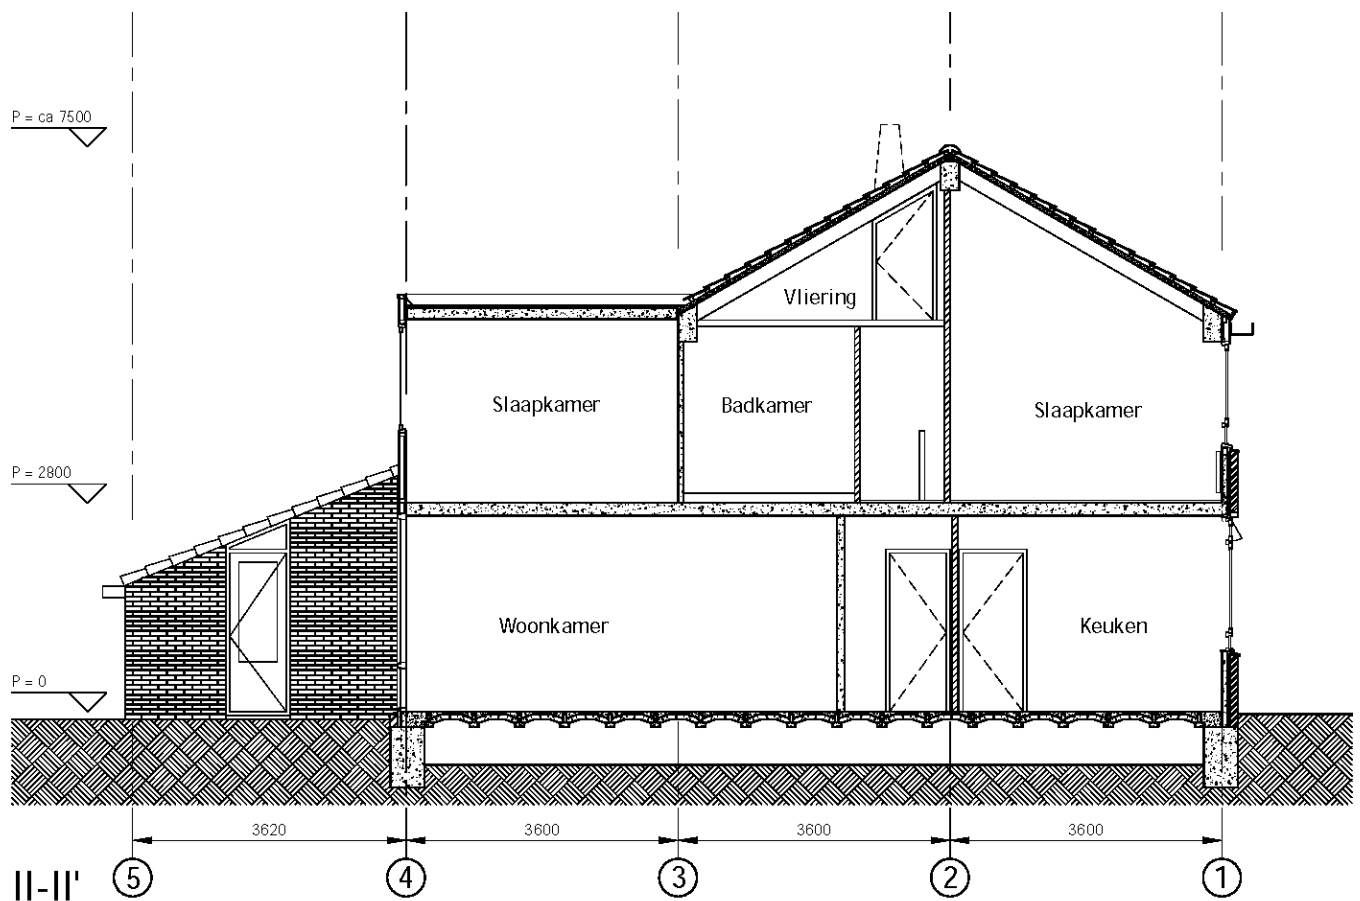 P = ca 7500
Vliering
Slaapkamer
Badkamer
Slaapkamer
P = 2800
Woonkamer
Keuken
P = 0
3620
3600
3600
3600
II-II'
5
4
3
2
1